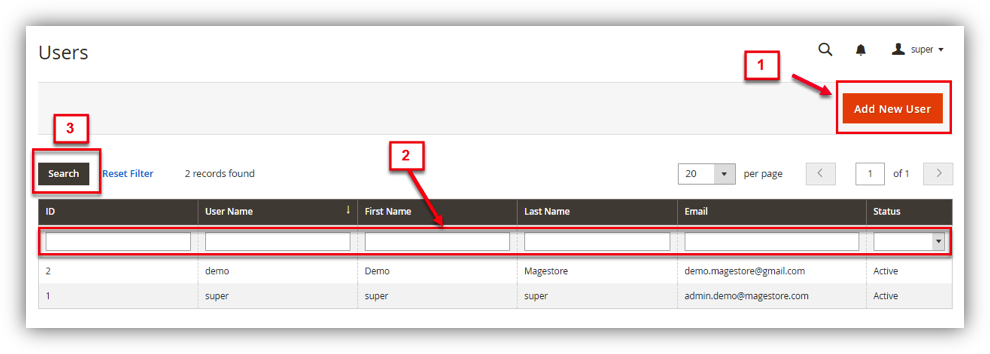 Users
super
1
Add New User
3
2
Search Reset Filter 2 records found 20 per page 1 of 1
ID User Name First Name Last Name Email Status
2 demo Demo Magestore demo.magestore@gmail.com Active
1 super super super admin.demo@magestore.com Active